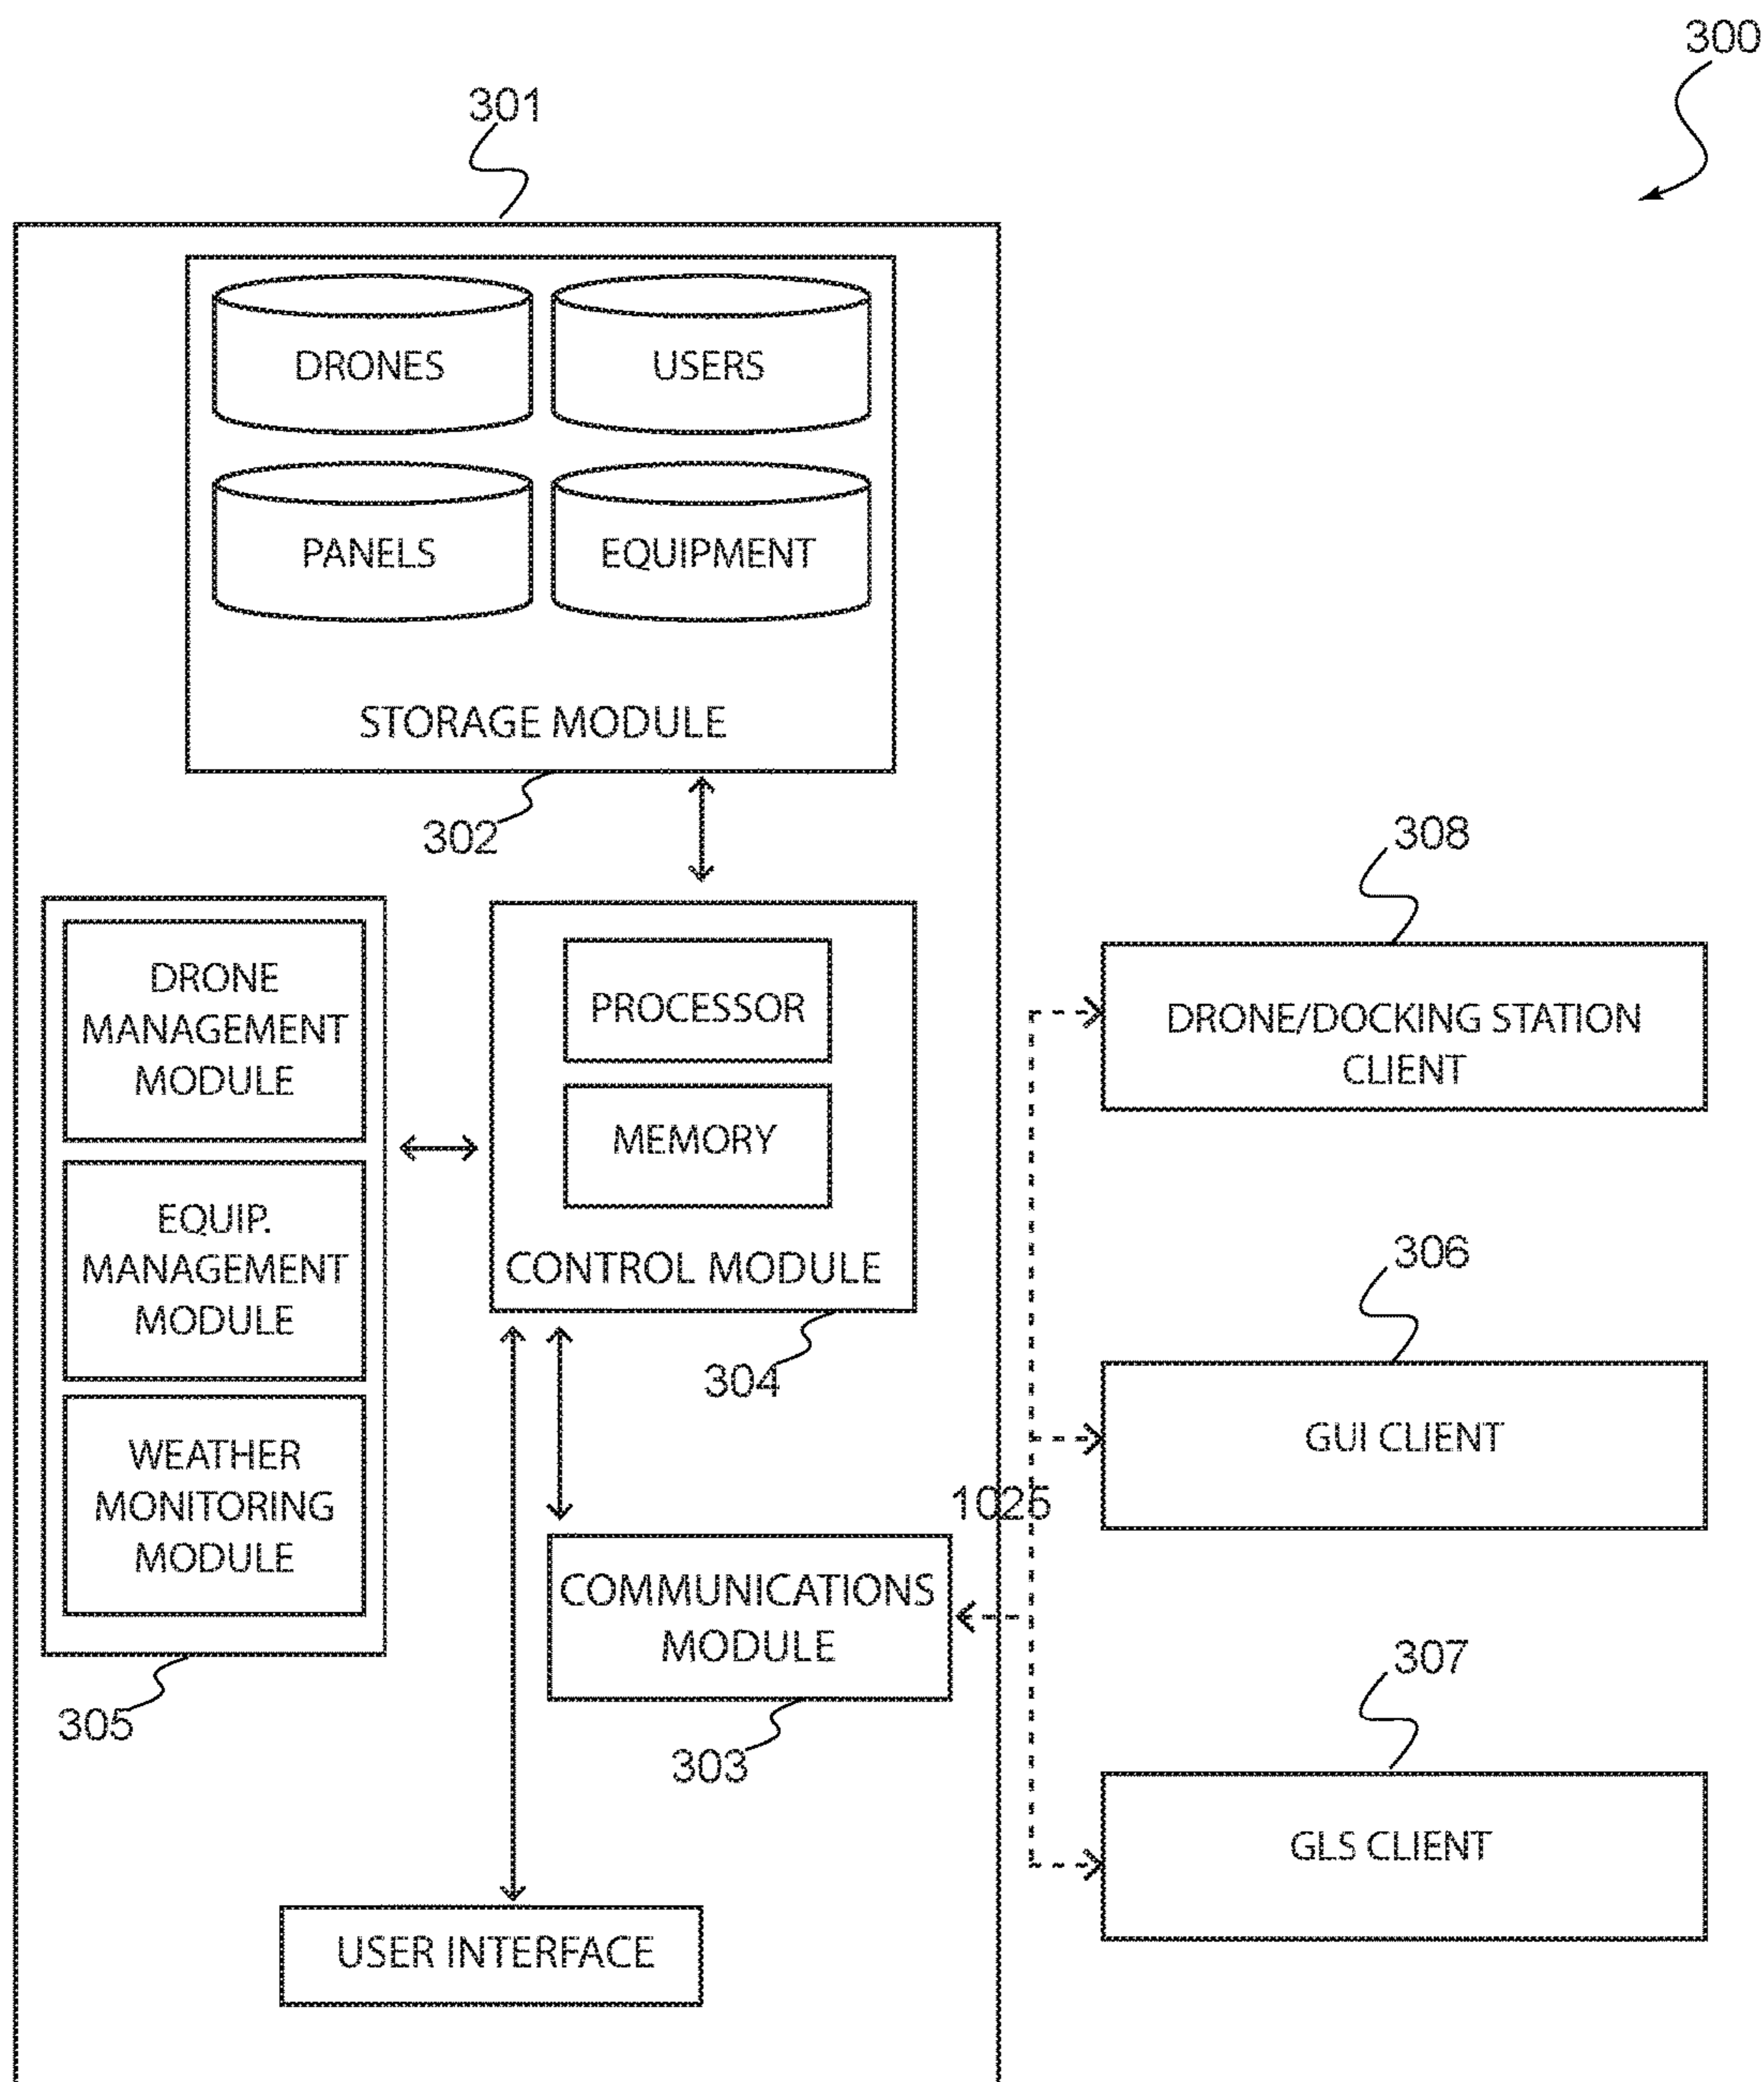 300
301
DRONES
USERS
PANELS
EQUIPMENT
STORAGE MODULE
302
308
DRONE
MANAGEMENT
MODULE
PROCESSOR
MEMORY
CONTROL MODULE
304
DRONE/DOCKING STATION
CLIENT
EQUIP.
MANAGEMENT
MODULE
306
GUI CLIENT
WEATHER
MONITORING
MODULE
305
1025
COMMUNICATIONS
MODULE
303
307
GLS CLIENT
USER INTERFACE